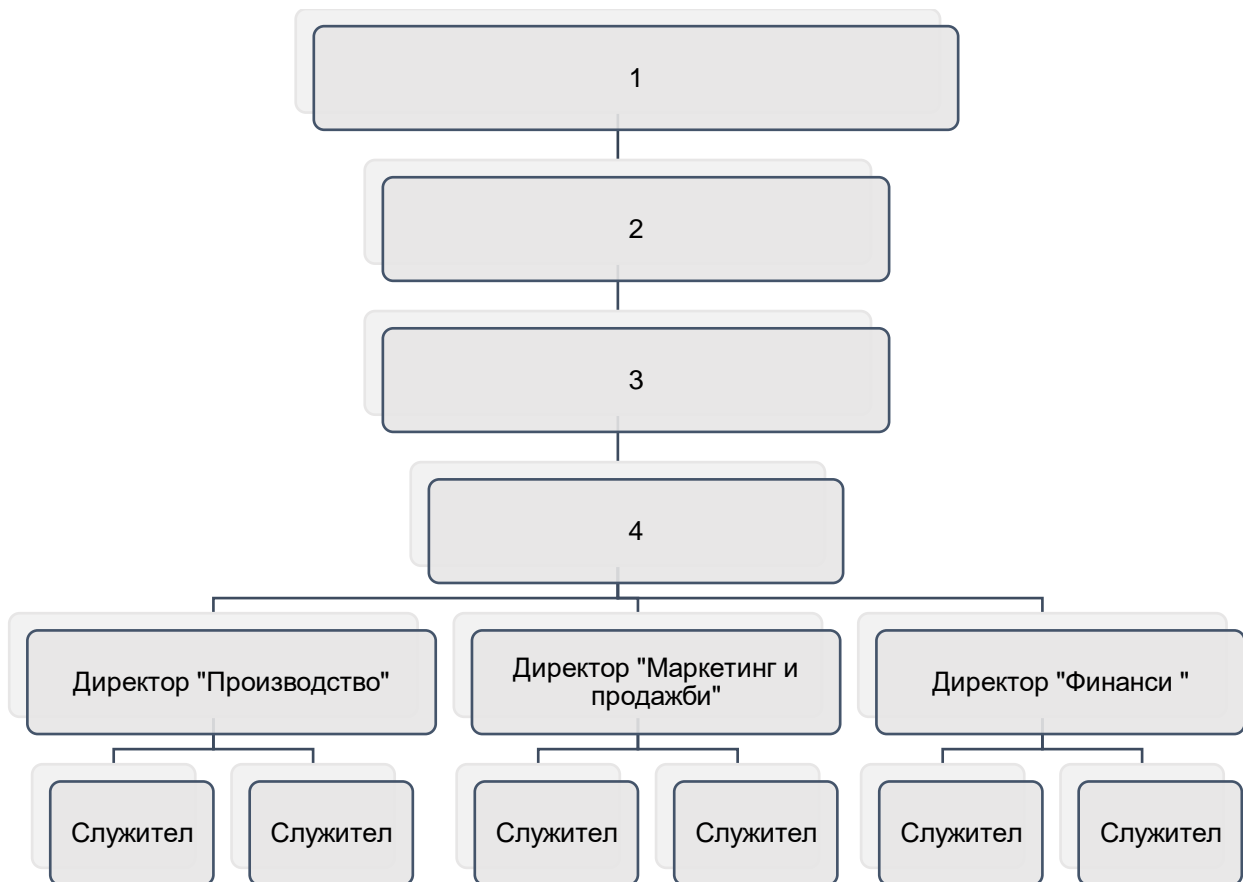 1
2
3
4
Директор "Производство"
Директор "Маркетинг и
продажби"
Директор "Финанси "
Служител
Служител
Служител
Служител
Служител
Служител